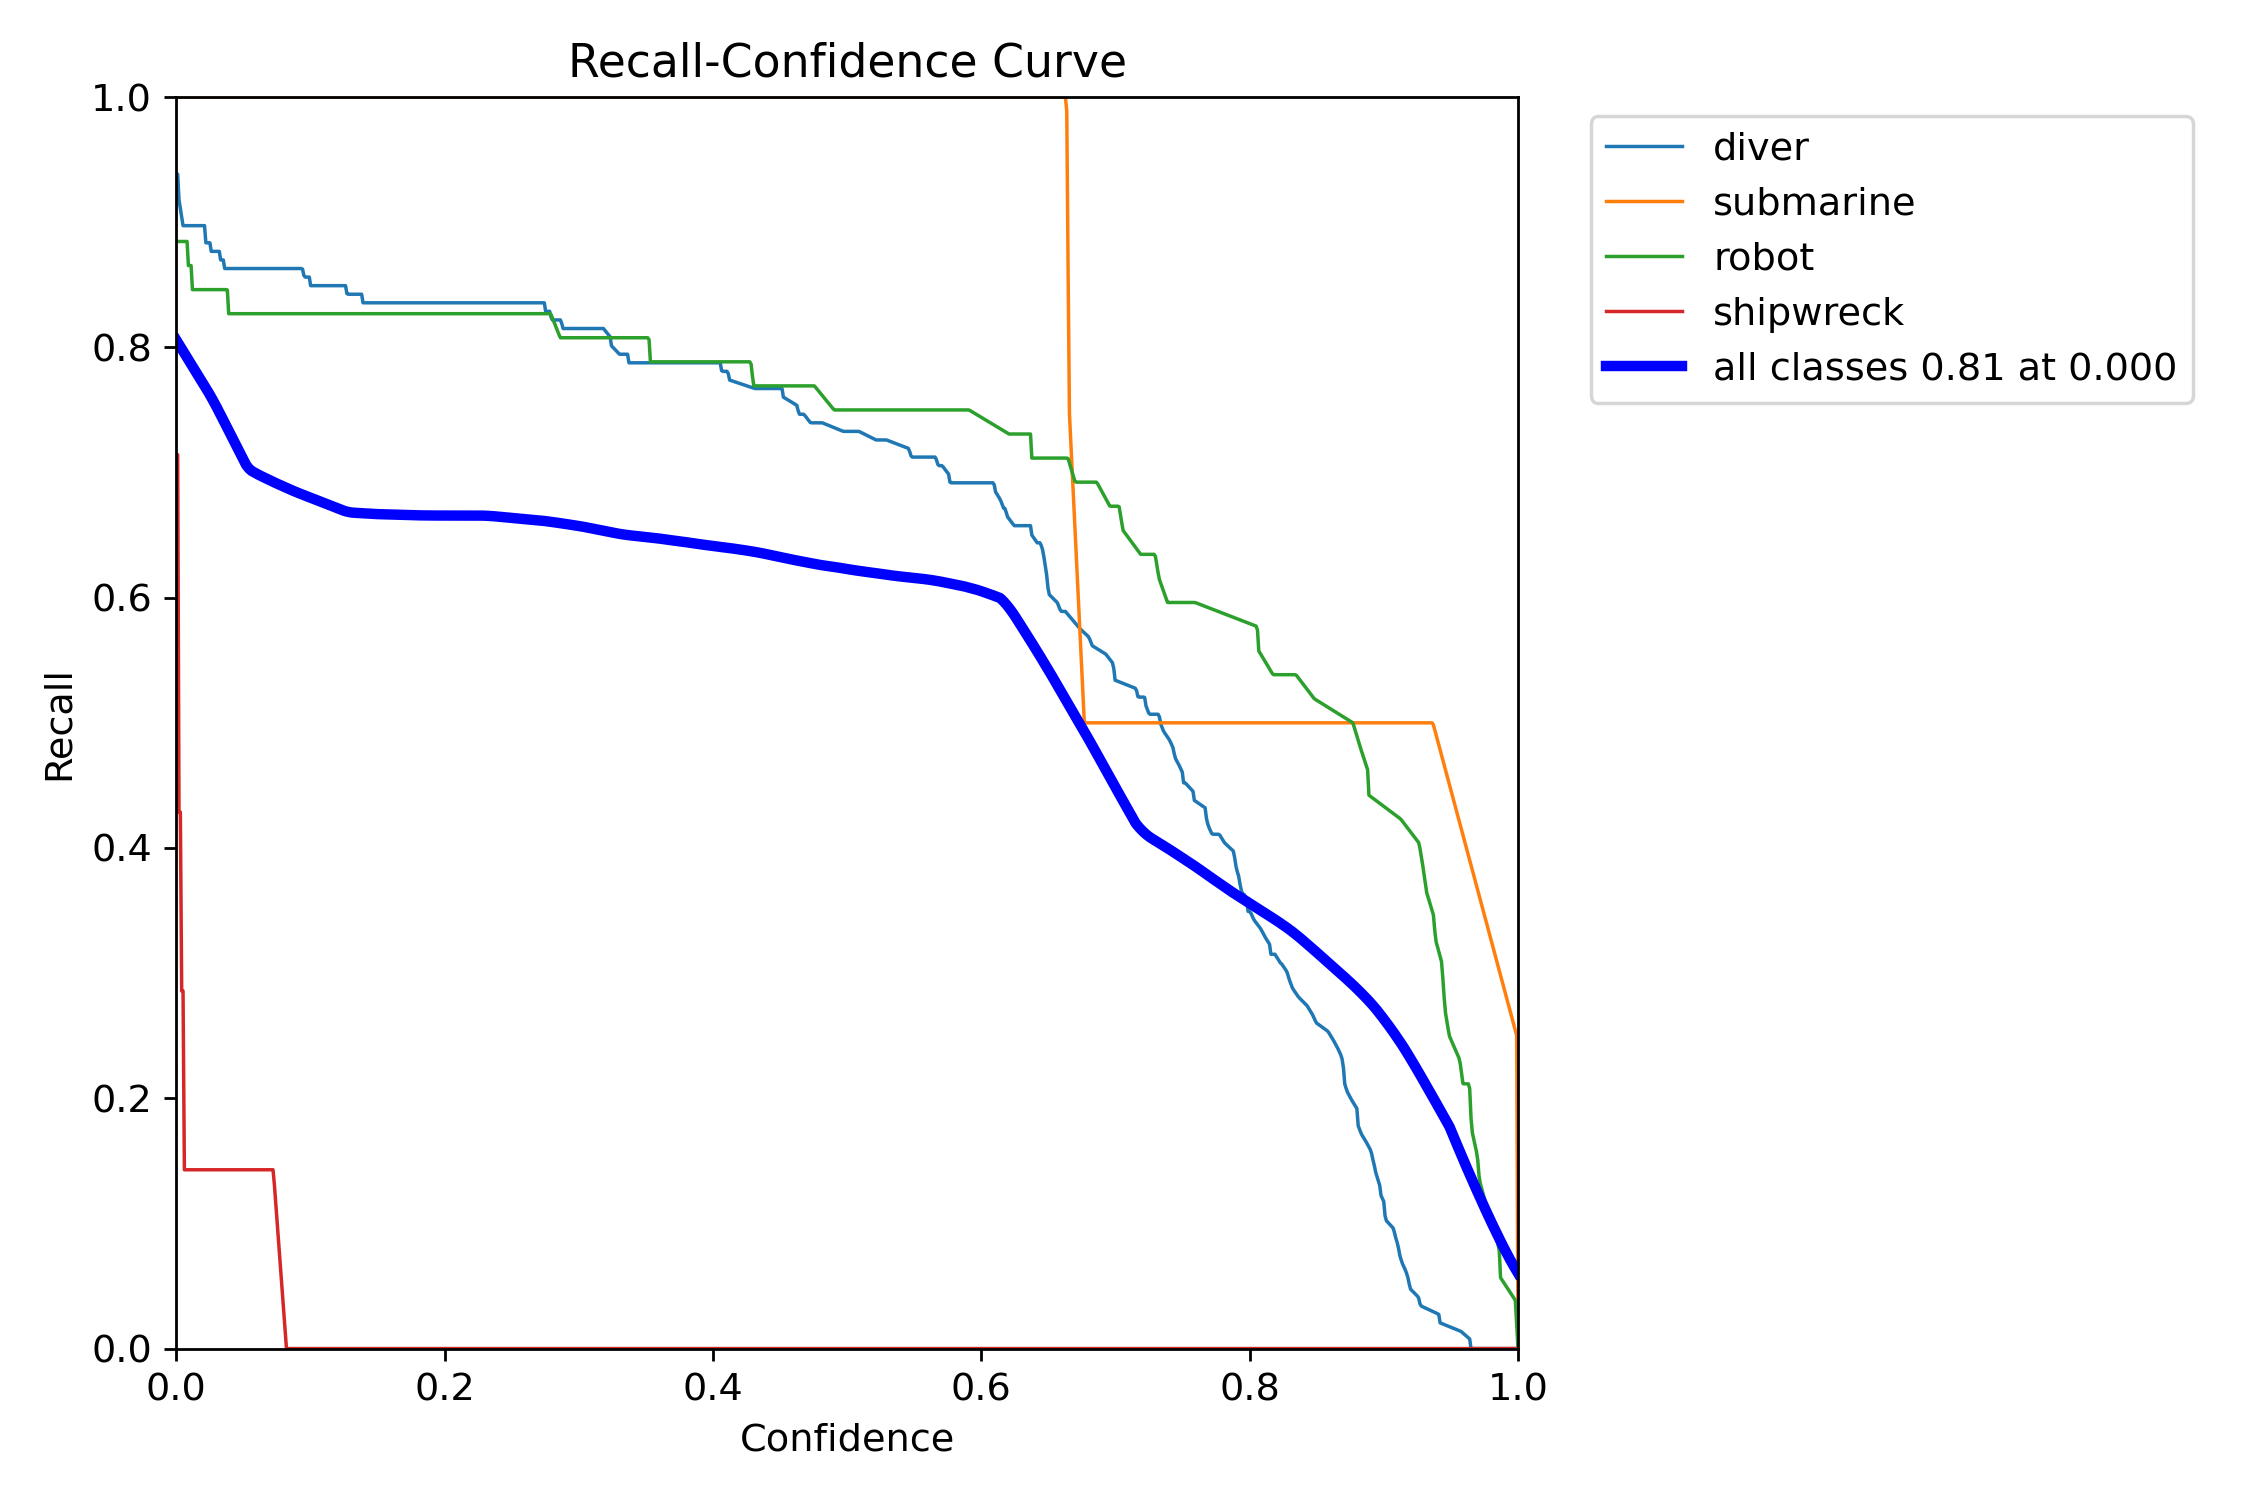 Recall-Confidence Curve
1.0
0.8
0.6
0.4
0.2
0.0
Recall
0.0 0.2 0.4 0.6 0.8 1.0
Confidence
diver
submarine
robot
shipwreck
all classes 0.81 at 0.000